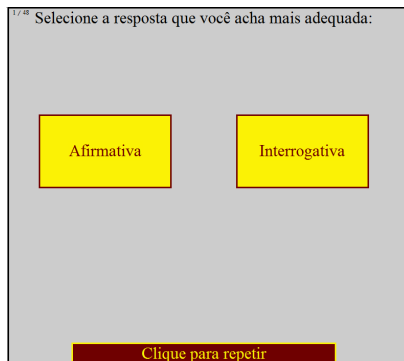 1 / 48
Selecione a resposta que você acha mais adequada:
Afirmativa
Interrogativa
Clique para repetir